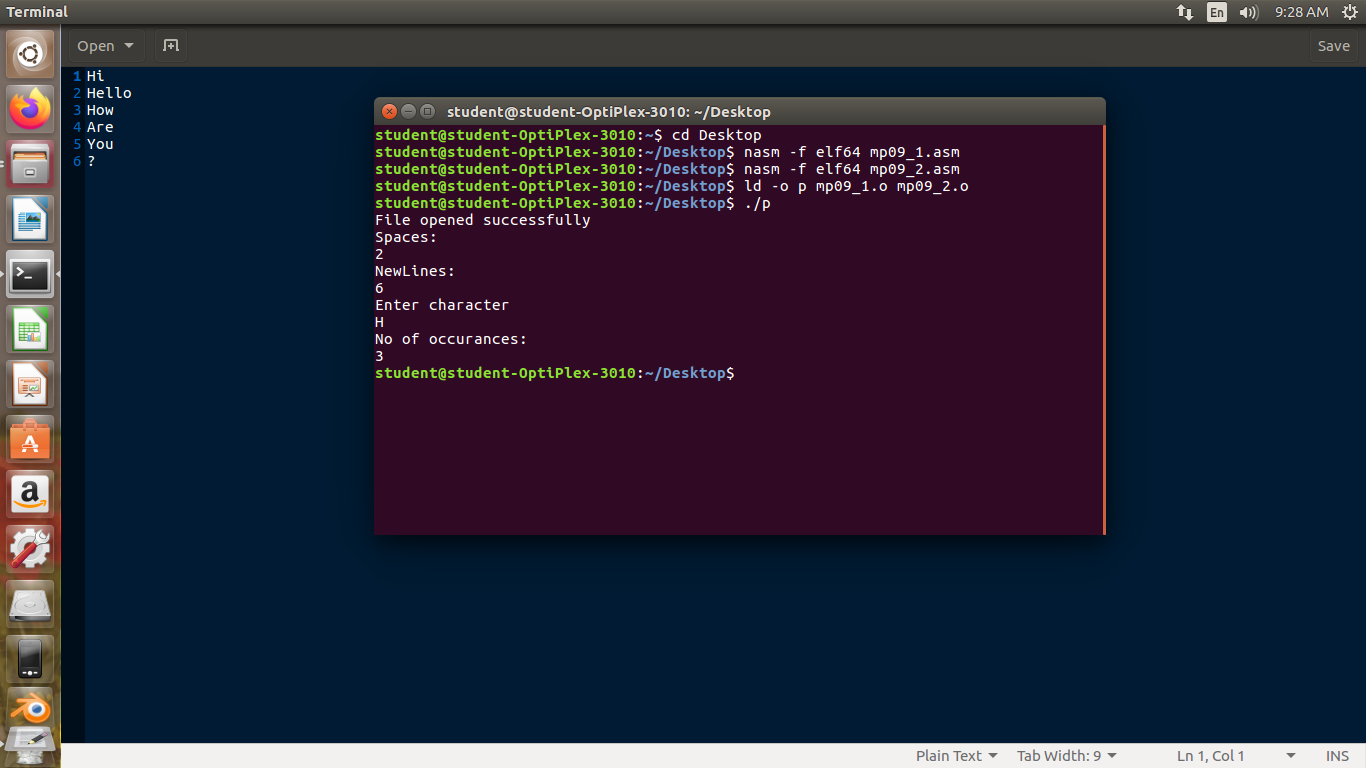 Terminal
En
9:28 AM
Open
Save
1 Hi
2 Hello
3 How
4 Are
5 You
6 ?
student@student-OptiPlex-3010: ~/Desktop
student@student-OptiPlex-3010:~$ cd Desktop
student@student-OptiPlex-3010:~/Desktop$ nasm -f elf64 mp09_1.asm
student@student-OptiPlex-3010:~/Desktop$ nasm -f elf64 mp09_2.asm
student@student-OptiPlex-3010:~/Desktop$ ld -o p mp09_1.o mp09_2.o
student@student-OptiPlex-3010:~/Desktop$ ./p
File opened successfully
Spaces:
2
NewLines:
6
Enter character
H
No of occurances:
3
student@student-OptiPlex-3010:~/Desktop$
Plain Text
Tab Width: 9
Ln 1, Col 1
INS